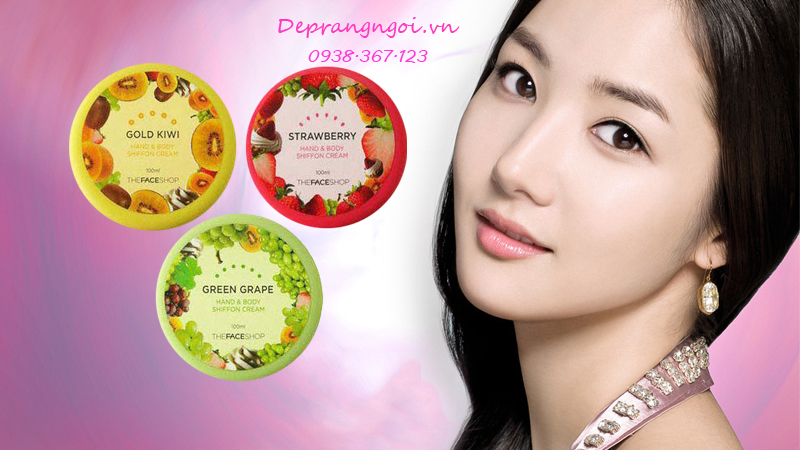 Deprangngoi.vn
0938·367·123
GOLD KIWI
HAND & BODY
SHIFFON CREAM
100ml
THEFACESHOP
STRAWBERRY
HAND & BODY
SHIFFON CREAM
100ml
THEFACESHOP
GREEN GRAPE
HAND & BODY
SHIFFON CREAM
100ml
THEFACESHOP